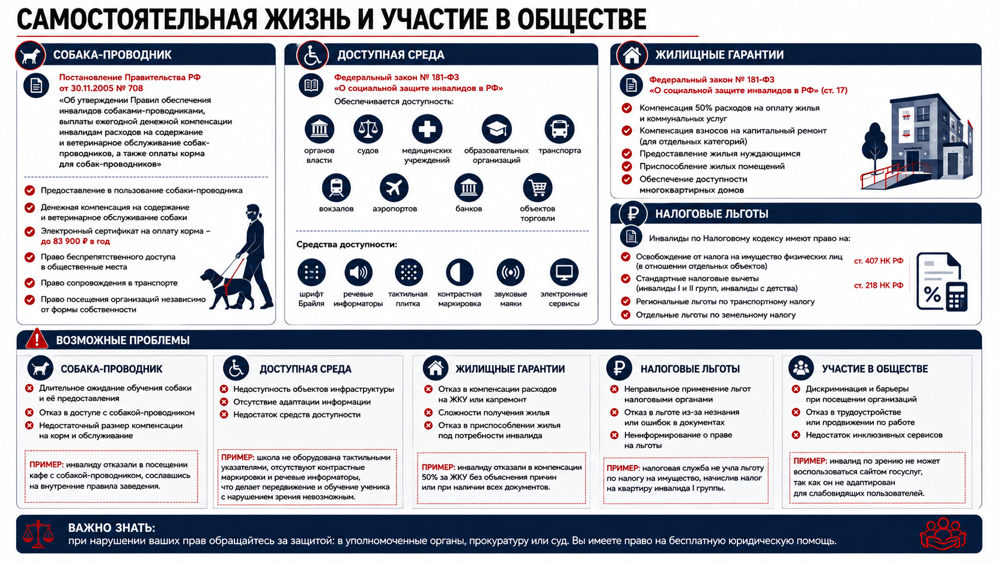 САМОСТОЯТЕЛЬНАЯ ЖИЗНЬ И УЧАСТИЕ В ОБЩЕСТВЕ
СОБАКА-ПРОВОДНИК
Постановление Правительства РФ
от 30.11.2005 № 708
«Об утверждении Правил обеспечения
инвалидов собаками-проводниками,
выплаты ежегодной денежной компенсации
инвалидам расходов на содержание
и ветеринарное обслуживание собак-
проводников, а также оплаты корма
для собак-проводников»
Предоставление в пользование собаки-проводника
Денежная компенсация на содержание
и ветеринарное обслуживание собаки
Электронный сертификат на оплату корма –
до 83 900 ₽ в год
Право беспрепятственного доступа
в общественные места
Право сопровождения в транспорте
Право посещения организаций независимо
от формы собственности
ДОСТУПНАЯ СРЕДА
Федеральный закон № 181-ФЗ
«О социальной защите инвалидов в РФ»
Обеспечивается доступность:
органов
власти
судов
медицинских
учреждений
образовательных
организаций
транспорта
вокзалов
аэропортов
банков
объектов
торговли
Средства доступности:
шрифт
Брайля
речевые
информаторы
тактильная
плитка
контрастная
маркировка
звуковые
маяки
электронные
сервисы
ЖИЛИЩНЫЕ ГАРАНТИИ
Федеральный закон № 181-ФЗ
«О социальной защите инвалидов в РФ» (ст. 17)
Компенсация 50% расходов на оплату жилья
и коммунальных услуг
Компенсация взносов на капитальный ремонт
(для отдельных категорий)
Предоставление жилья нуждающимся
Приспособление жилых помещений
Обеспечение доступности
многоквартирных домов
₽ НАЛОГОВЫЕ ЛЬГОТЫ
Инвалиды по Налоговому кодексу имеют право на:
Освобождение от налога на имущество физических лиц
(в отношении отдельных объектов)
ст. 407 НК РФ
Стандартные налоговые вычеты
(инвалиды I и II групп, инвалиды с детства)
ст. 218 НК РФ
Региональные льготы по транспортному налогу
Отдельные льготы по земельному налогу
%
! ВОЗМОЖНЫЕ ПРОБЛЕМЫ
СОБАКА-ПРОВОДНИК
Длительное ожидание обучения собаки
и её предоставления
Отказ в доступе с собакой-проводником
Недостаточный размер компенсации
на корм и обслуживание
ПРИМЕР: инвалиду отказали в посещении
кафе с собакой-проводником, сославшись
на внутренние правила заведения.
ДОСТУПНАЯ СРЕДА
Недоступность объектов инфраструктуры
Отсутствие адаптации информации
Недостаток средств доступности
ПРИМЕР: школа не оборудована тактильными
указателями, отсутствуют контрастные
маркировки и речевые информаторы,
что делает передвижение и обучение ученика
с нарушением зрения невозможным.
ЖИЛИЩНЫЕ ГАРАНТИИ
Отказ в компенсации расходов
на ЖКУ или капремонт
Сложности получения жилья
Отказ в приспособлении жилья
под потребности инвалида
ПРИМЕР: инвалиду отказали в компенсации
50% за ЖКУ без объяснения причин
или при наличии всех документов.
₽ НАЛОГОВЫЕ ЛЬГОТЫ
Неправильное применение льгот
налоговыми органами
Отказ в льготе из-за незнания
или ошибок в документах
Нениформирование о праве
на льготы
ПРИМЕР: налоговая служба не учла льготу
по налогу на имущество, начислив налог
на квартиру инвалида I группы.
УЧАСТИЕ В ОБЩЕСТВЕ
Дискриминация и барьеры
при посещении организаций
Отказ в трудоустройстве
или продвижении по работе
Недостаток инклюзивных сервисов
ПРИМЕР: инвалид по зрению не может
воспользоваться сайтом госуслуг,
так как он не адаптирован
для слабовидящих пользователей.
ВАЖНО ЗНАТЬ:
при нарушении ваших прав обращайтесь за защитой: в уполномоченные органы, прокуратуру или суд. Вы имеете право на бесплатную юридическую помощь.